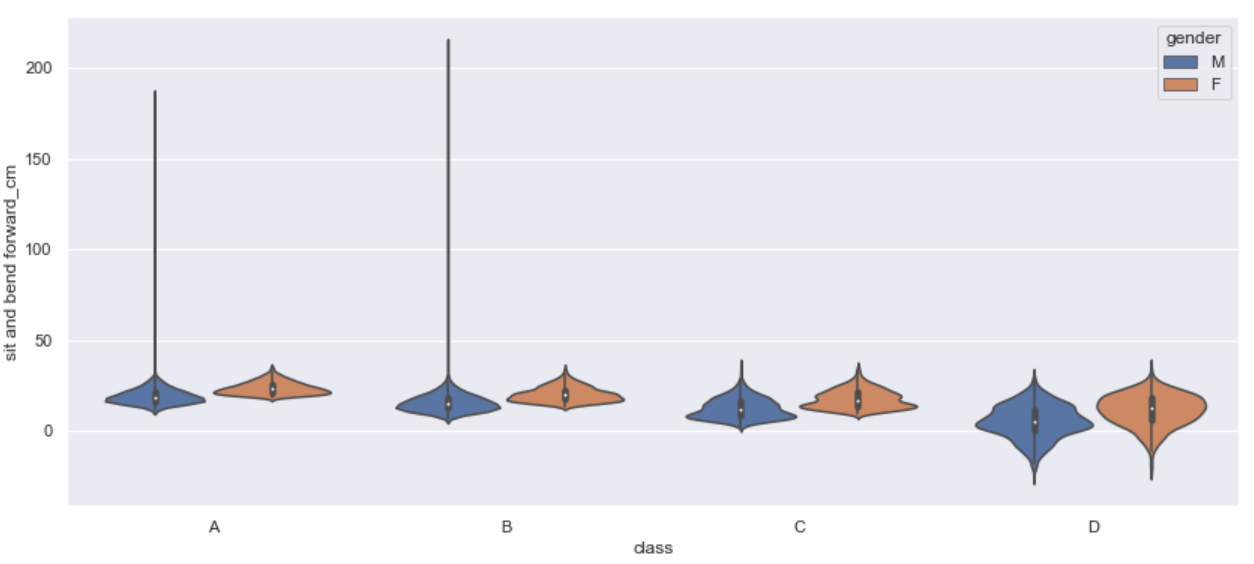 gender
M
F
200
150
100
50
0
sit and bend forward_cm
A B C D
class